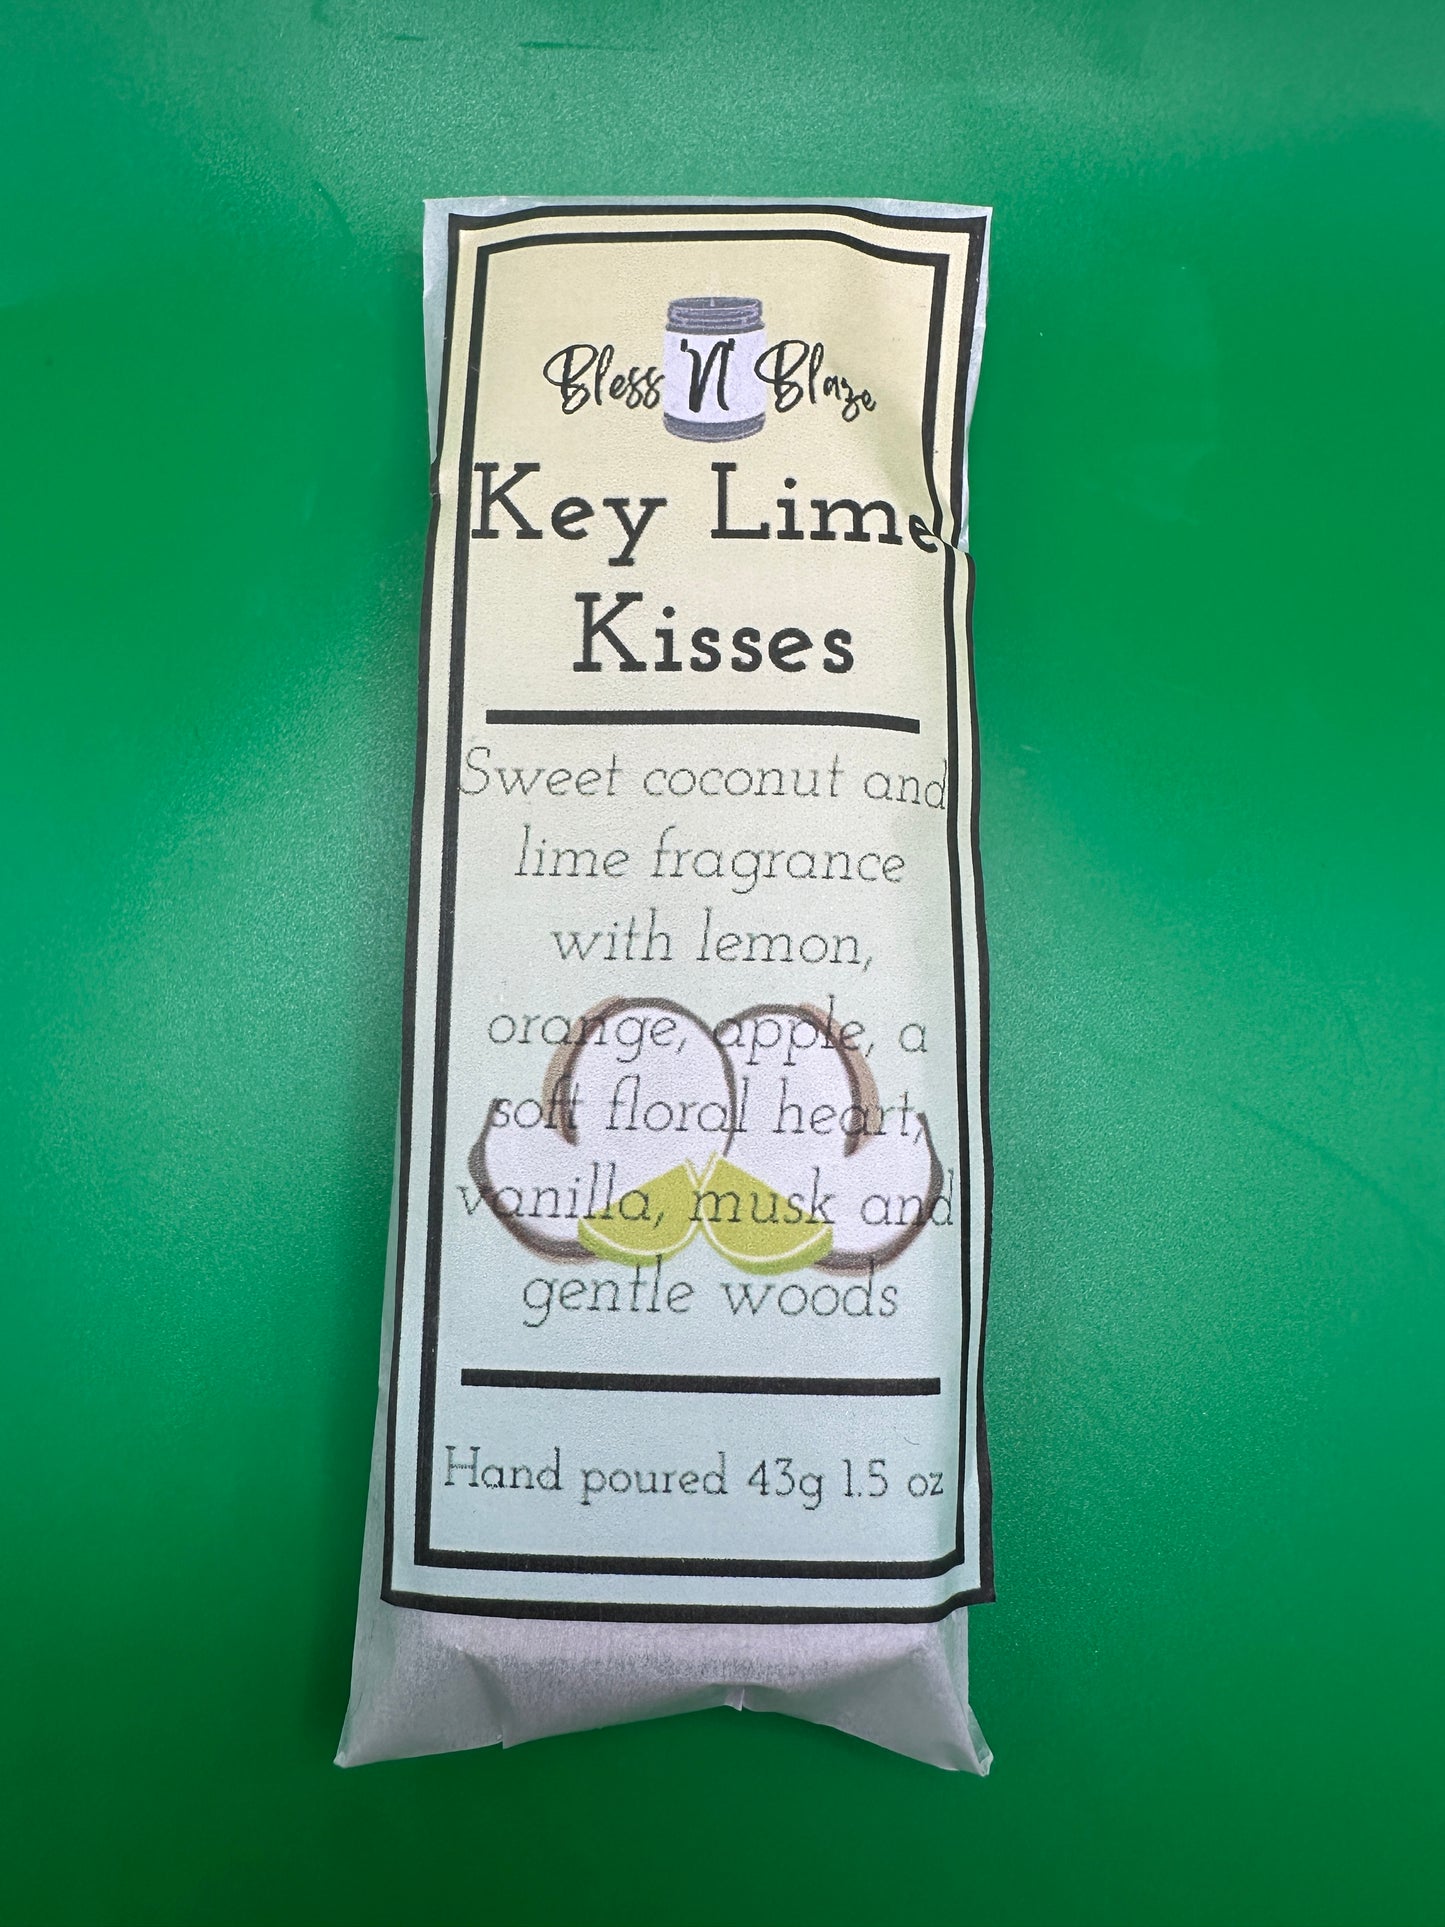 Bless 'N' Blaze
Key Lime
Kisses
Sweet coconut and
lime fragrance
with lemon,
orange, apple, a
soft floral heart,
vanilla, musk and
gentle woods
Hand poured 43g 1.5 oz